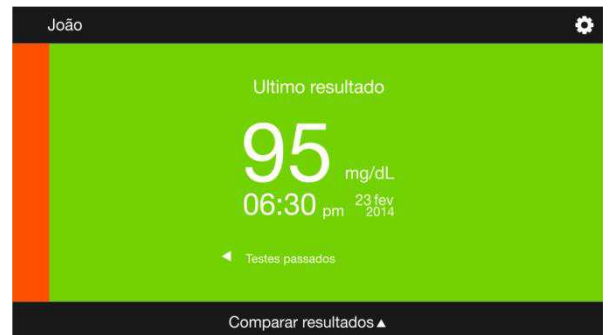 João
Ultimo resultado
95 mg/dL
06:30 pm 23 fev 2014
◀ Testes passados
Comparar resultados▲